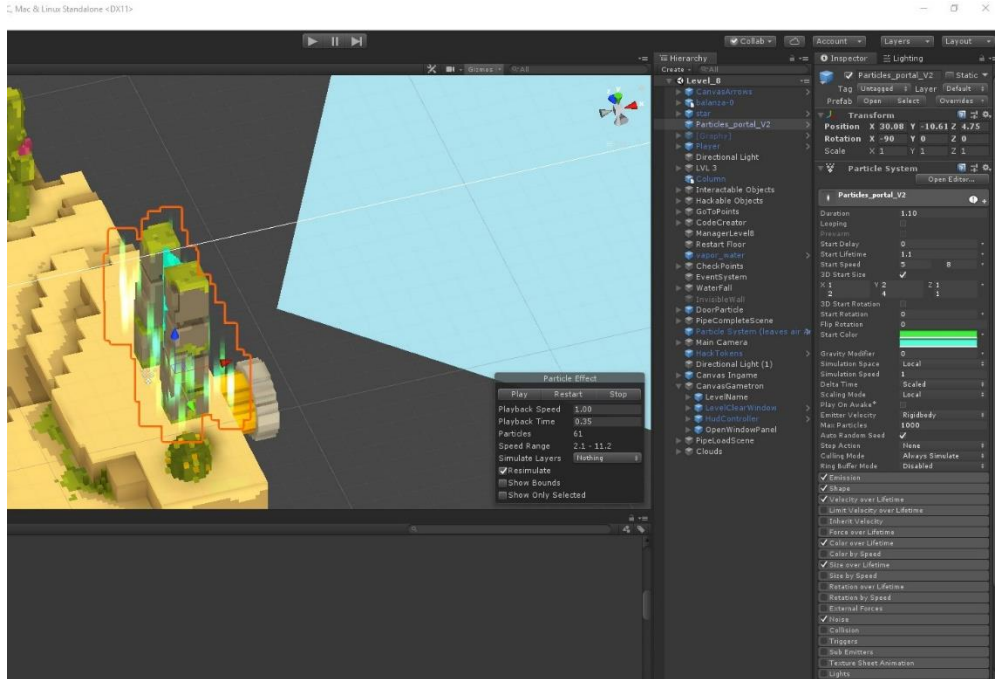 C, Mac & Linux Standalone <DX11>
Collab
Account
Layers
Layout
Gizmos
All
Hierarchy
Create
All
Level_8
CanvasArrows
balanza-0
star
Particles_portal_V2
[Graphy]
Player
Directional Light
LVL 3
Column
Interactable Objects
Hackable Objects
GoToPoints
CodeCreator
ManagerLevel8
Restart Floor
vapor_water
CheckPoints
EventSystem
WaterFall
InvisibleWall
DoorParticle
PipeCompleteScene
Particle System (leaves air
Main Camera
HackTokens
Directional Light (1)
Canvas Ingame
CanvasGametron
LevelName
LevelClearWindow
HudController
OpenWindowPanel
PipeLoadScene
Clouds
Particle Effect
Play Restart Stop
Playback Speed 1.00
Playback Time 0.35
Particles 61
Speed Range 2.1 - 11.2
Simulate Layers Nothing
Resimulate
Show Bounds
Show Only Selected
Inspector Lighting
Particles_portal_V2 Static
Tag Untagged Layer Default
Prefab Open Select Overrides
Transform
Position X 30.08 Y -10.61 Z 4.75
Rotation X -90 Y 0 Z 0
Scale X 1 Y 1 Z 1
Particle System
Open Editor...
Particles_portal_V2
Duration 1.10
Looping
Prewarm
Start Delay 0
Start Lifetime 1.1
Start Speed 5 8
3D Start Size
X 1 Y 2 Z 1
2 4 1
3D Start Rotation
Start Rotation 0
Flip Rotation 0
Start Color
Gravity Modifier 0
Simulation Space Local
Simulation Speed 1
Delta Time Scaled
Scaling Mode Local
Play On Awake*
Emitter Velocity Rigidbody
Max Particles 1000
Auto Random Seed
Stop Action None
Culling Mode Always Simulate
Ring Buffer Mode Disabled
Emission
Shape
Velocity over Lifetime
Limit Velocity over Lifetime
Inherit Velocity
Force over Lifetime
Color over Lifetime
Color by Speed
Size over Lifetime
Size by Speed
Rotation over Lifetime
Rotation by Speed
External Forces
Noise
Collision
Triggers
Sub Emitters
Texture Sheet Animation
Lights